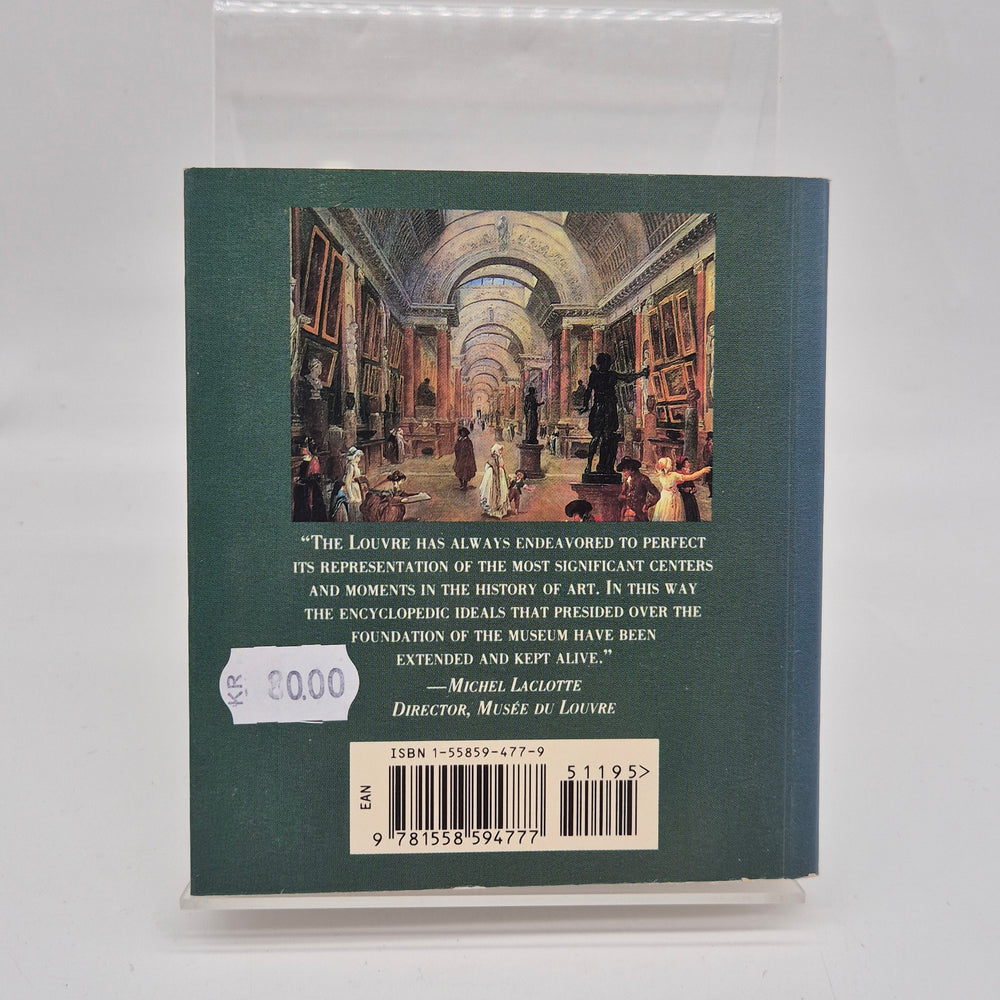 “The Louvre has always endeavored to perfect
its representation of the most significant centers
and moments in the history of art. In this way
the encyclopedic ideals that presided over the
foundation of the museum have been
extended and kept alive.”
—Michel Laclotte
Director, Musée du Louvre
KR 80.00
ISBN 1-55859-477-9
51195>
EAN
9 781558 594777